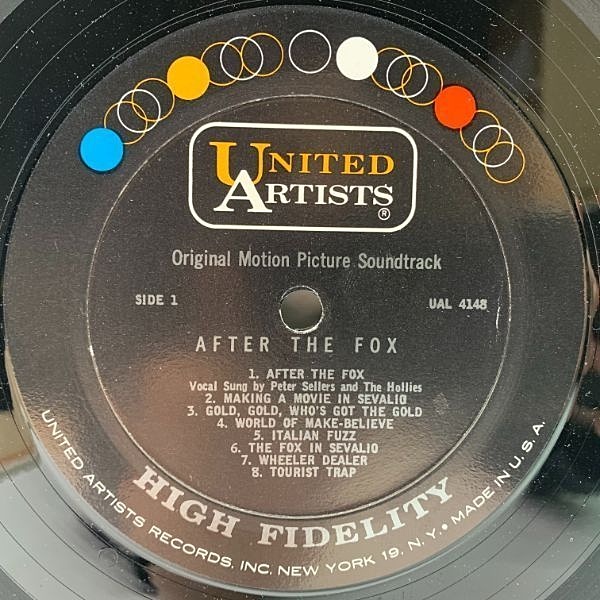 UNITED
ARTISTS®
Original Motion Picture Soundtrack
SIDE 1
UAL 4148
AFTER THE FOX
1. AFTER THE FOX
Vocal Sung by Peter Sellers and The Hollies
2. MAKING A MOVIE IN SEVALIO
3. GOLD, GOLD, WHO'S GOT THE GOLD
4. WORLD OF MAKE-BELIEVE
5. ITALIAN FUZZ
6. THE FOX IN SEVALIO
7. WHEELER DEALER
8. TOURIST TRAP
HIGH FIDELITY
UNITED ARTISTS RECORDS, INC. NEW YORK 19, N. Y. • MADE IN U. S. A.